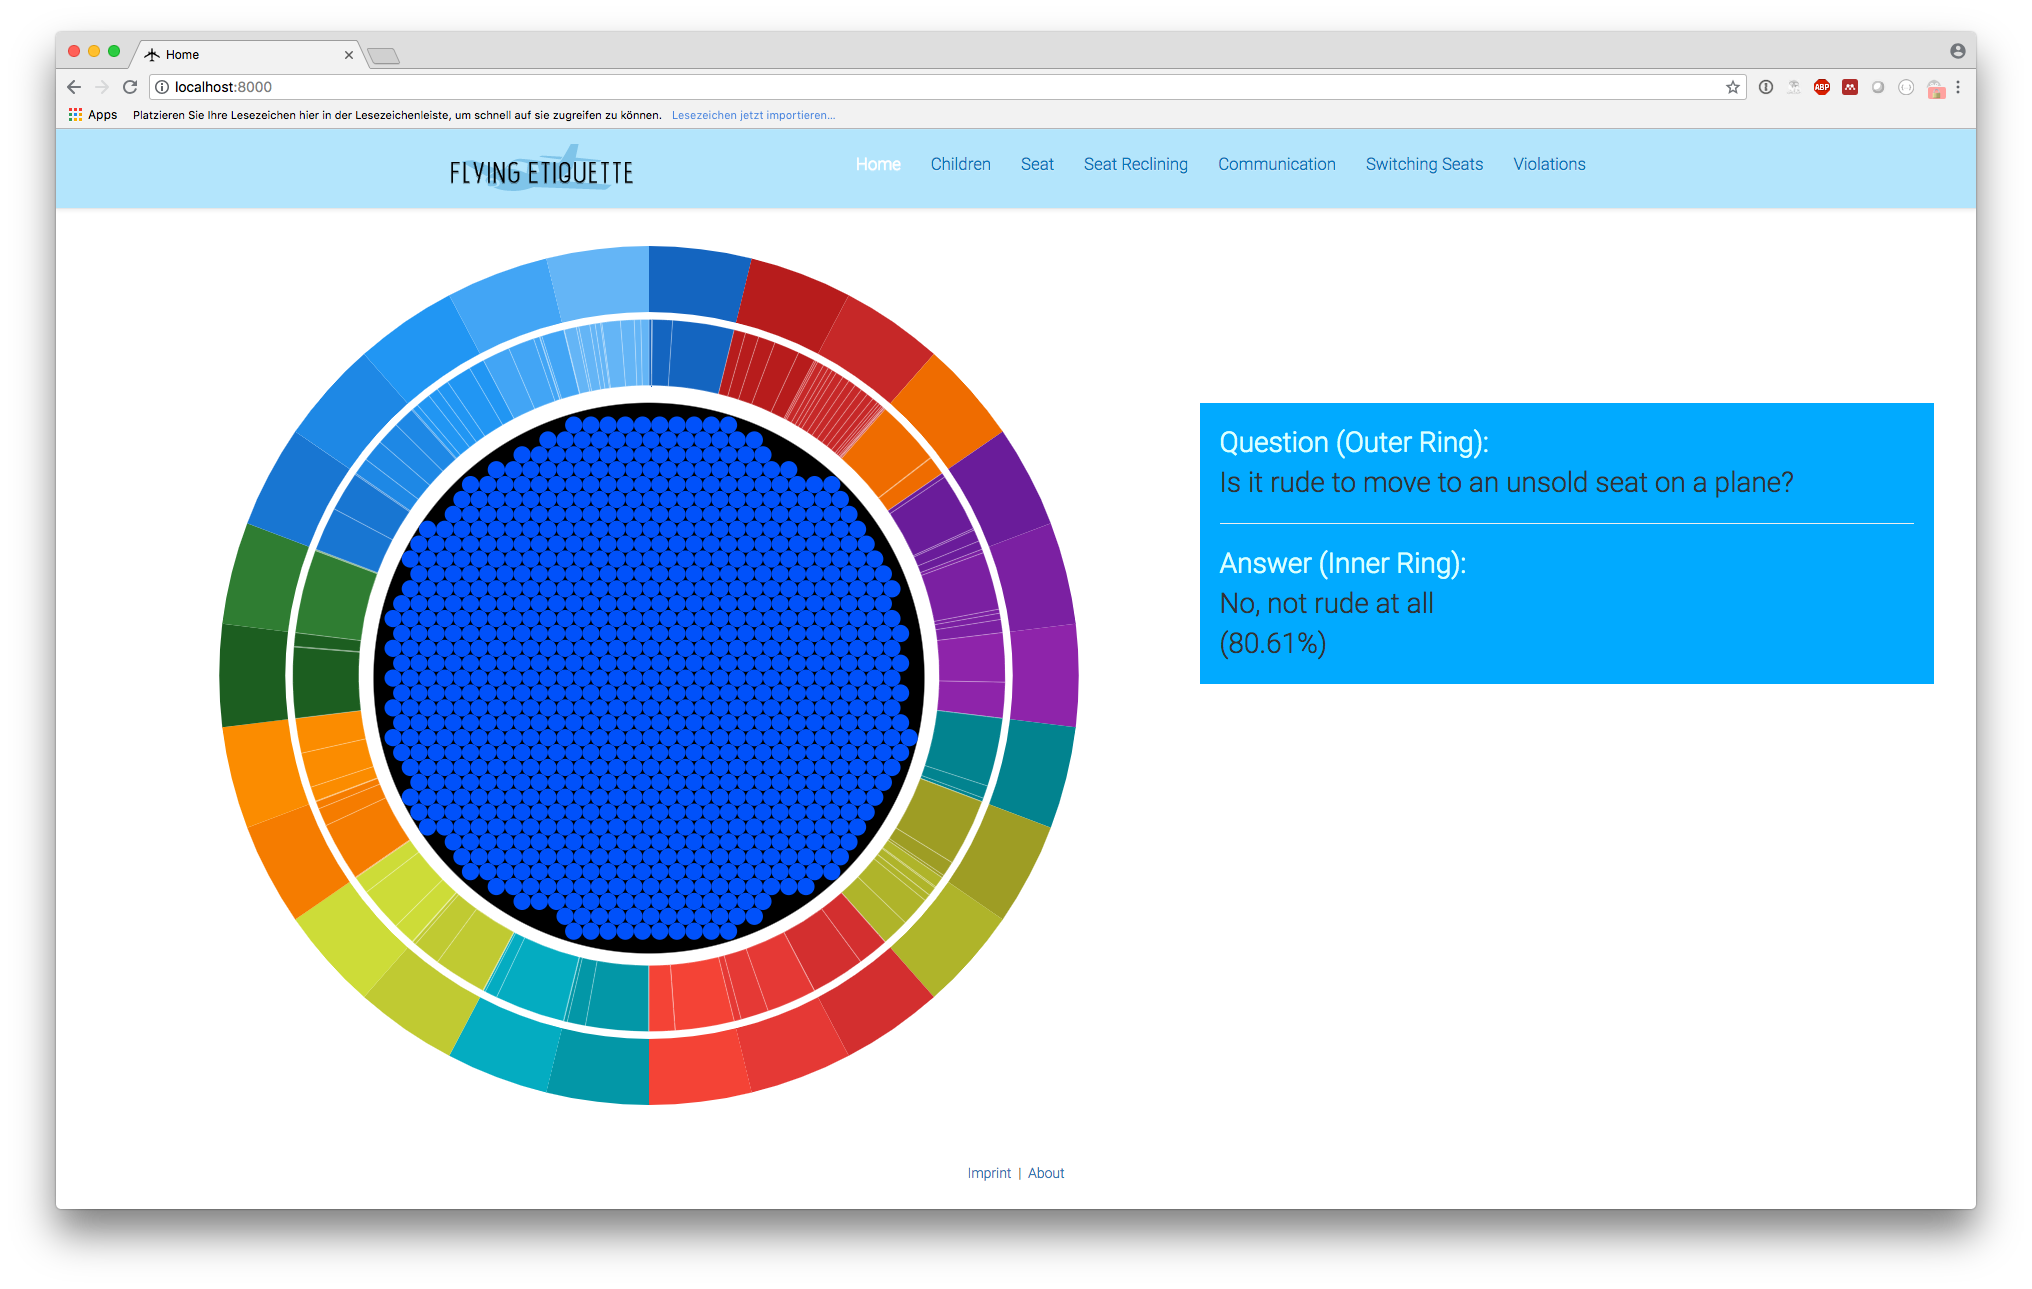 Home
localhost:8000
ABP
Apps Platzieren Sie Ihre Lesezeichen hier in der Lesezeichenleiste, um schnell auf sie zugreifen zu können. Lesezeichen jetzt importieren...
FLYING ETIQUETTE
Home Children Seat Seat Reclining Communication Switching Seats Violations
Question (Outer Ring):
Is it rude to move to an unsold seat on a plane?
Answer (Inner Ring):
No, not rude at all
(80.61%)
Imprint | About